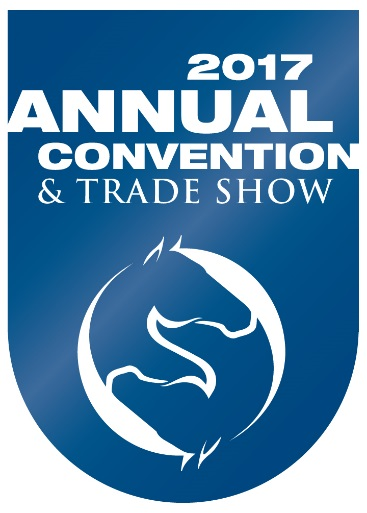 2017
ANNUAL
CONVENTION
& TRADE SHOW